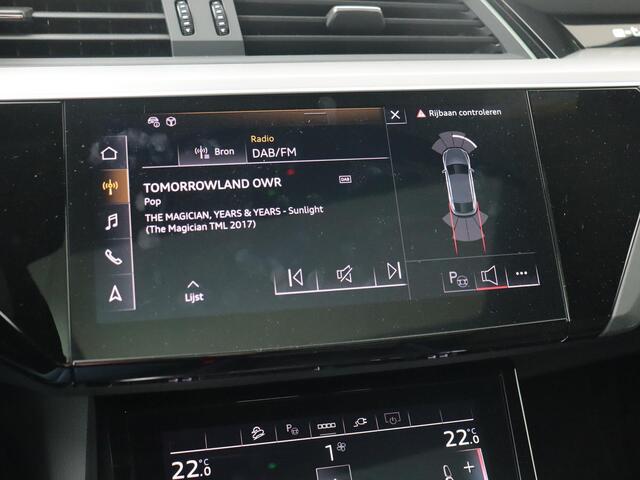 Radio
Bron DAB/FM
TOMORROWLAND OWR DAB
Pop
THE MAGICIAN, YEARS & YEARS - Sunlight
(The Magician TML 2017)
Lijst
Rijbaan controleren
P
P
1
22.0°C
22.0°C
+